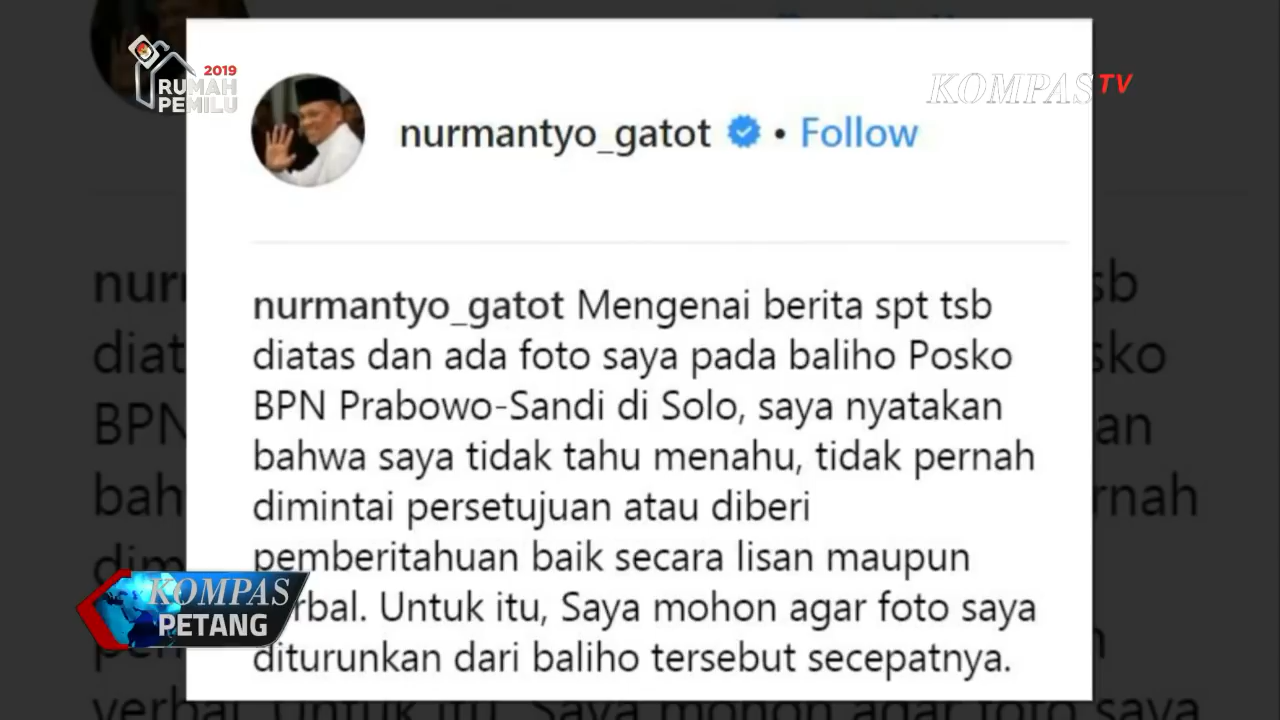 2019
RUMAH
PEMILU
KOMPAS TV
nurmantyo_gatot • Follow
nurmantyo_gatot Mengenai berita spt tsb
diatas dan ada foto saya pada baliho Posko
BPN Prabowo-Sandi di Solo, saya nyatakan
bahwa saya tidak tahu menahu, tidak pernah
dimintai persetujuan atau diberi
pemberitahuan baik secara lisan maupun
rbal. Untuk itu, Saya mohon agar foto saya
diturunkan dari baliho tersebut secepatnya.
KOMPAS
PETANG